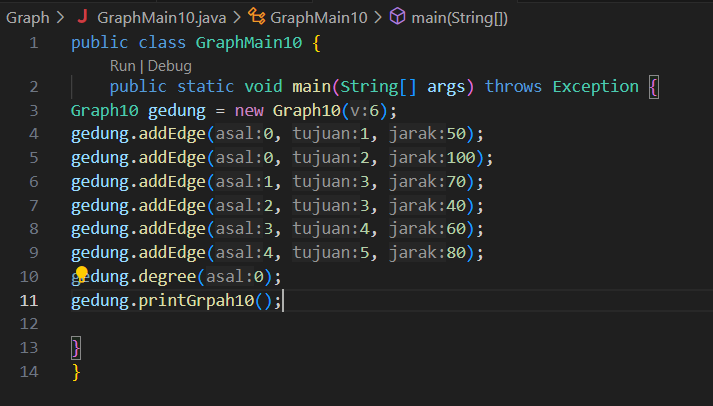 Graph > J GraphMain10.java > GraphMain10 > main(String[])
1 public class GraphMain10 {
Run | Debug
2 public static void main(String[] args) throws Exception {
3 Graph10 gedung = new Graph10(v:6);
4 gedung.addEdge(asal:0, tujuan:1, jarak:50);
5 gedung.addEdge(asal:0, tujuan:2, jarak:100);
6 gedung.addEdge(asal:1, tujuan:3, jarak:70);
7 gedung.addEdge(asal:2, tujuan:3, jarak:40);
8 gedung.addEdge(asal:3, tujuan:4, jarak:60);
9 gedung.addEdge(asal:4, tujuan:5, jarak:80);
10 gedung.degree(asal:0);
11 gedung.printGrpah10();
12
13 }
14 }